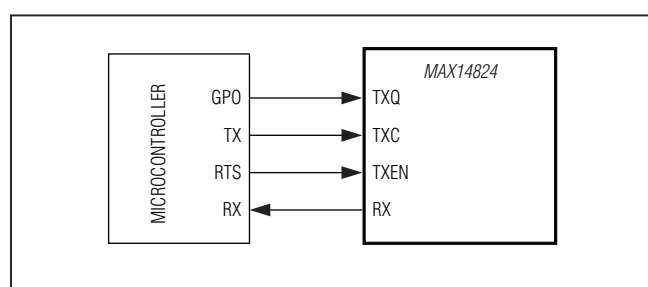 MAX14824
MICROCONTROLLER
GPO TXQ
TX TXC
RTS TXEN
RX RX